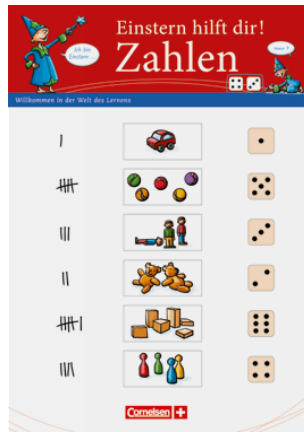 Einstern hilft dir!
Zahlen
Ich bin
Einstern
Willkommen in der Welt des Lernens
Cornelsen